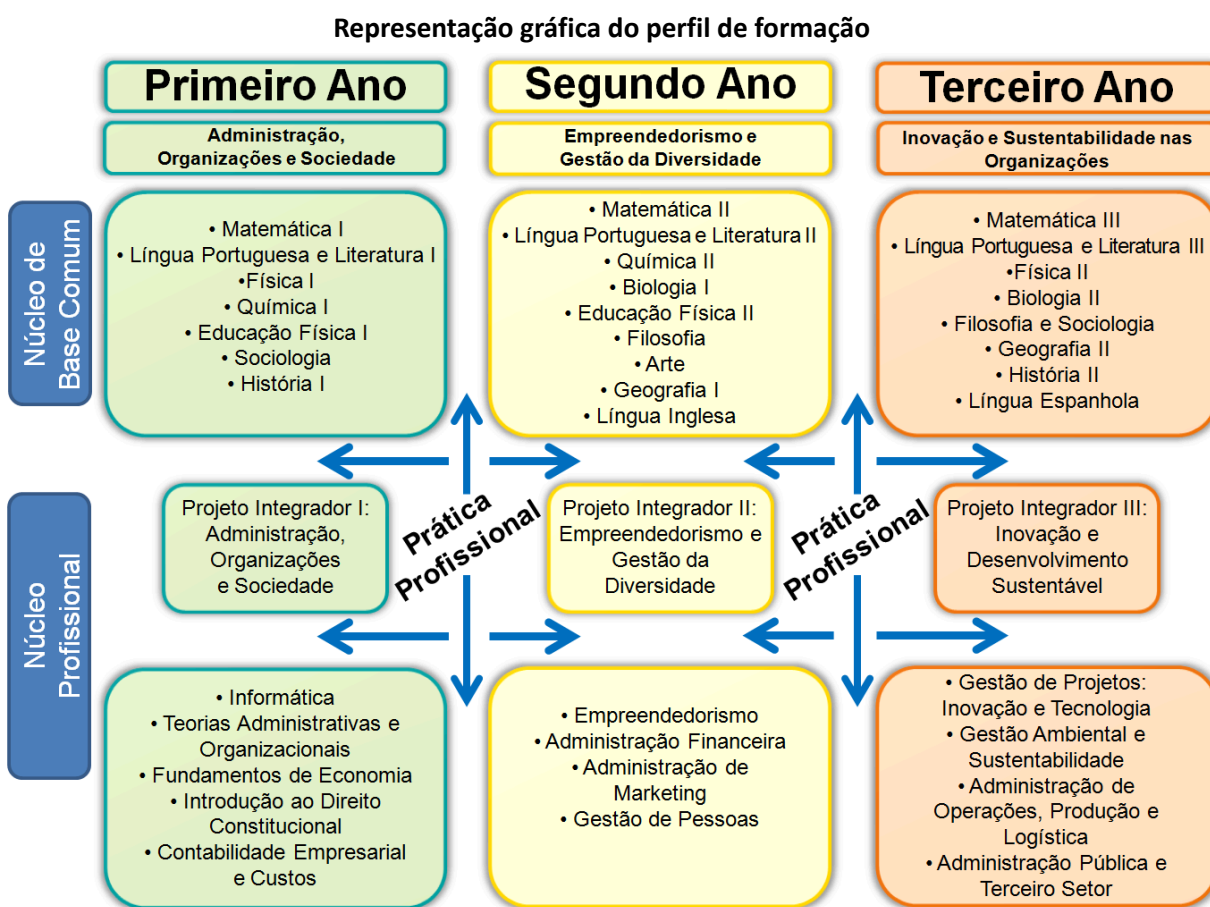 Representação gráfica do perfil de formação
Primeiro Ano
Segundo Ano
Terceiro Ano
Administração,
Organizações e Sociedade
Empreendedorismo e
Gestão da Diversidade
Inovação e Sustentabilidade nas
Organizações
Núcleo de
Base Comum
• Matemática I
• Língua Portuguesa e Literatura I
•Física I
• Química I
• Educação Física I
• Sociologia
• História I
• Matemática II
• Língua Portuguesa e Literatura II
• Química II
• Biologia I
• Educação Física II
• Filosofia
• Arte
• Geografia I
• Língua Inglesa
• Matemática III
• Língua Portuguesa e Literatura III
•Física II
• Biologia II
• Filosofia e Sociologia
• Geografia II
• História II
• Língua Espanhola
Núcleo
Profissional
Projeto Integrador I:
Administração,
Organizações
e Sociedade
Prática
Profissional
Projeto Integrador II:
Empreendedorismo e
Gestão da
Diversidade
Prática
Profissional
Projeto Integrador III:
Inovação e
Desenvolvimento
Sustentável
• Informática
• Teorias Administrativas e
Organizacionais
• Fundamentos de Economia
• Introdução ao Direito
Constitucional
• Contabilidade Empresarial
e Custos
• Empreendedorismo
• Administração Financeira
• Administração de
Marketing
• Gestão de Pessoas
• Gestão de Projetos:
Inovação e Tecnologia
• Gestão Ambiental e
Sustentabilidade
• Administração de
Operações, Produção e
Logística
• Administração Pública e
Terceiro Setor